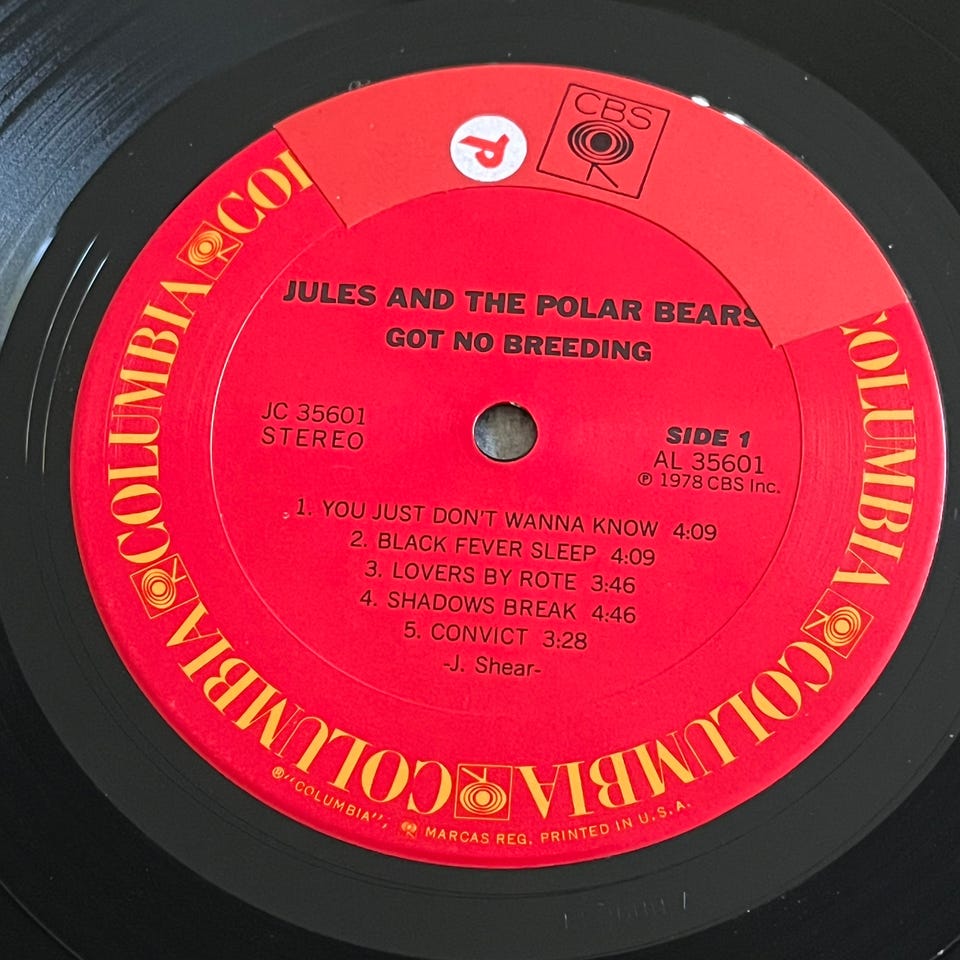 CBS
JULES AND THE POLAR BEARS
GOT NO BREEDING
JC 35601
STEREO
SIDE 1
AL 35601
Ⓟ 1978 CBS Inc.
1. YOU JUST DON'T WANNA KNOW 4:09
2. BLACK FEVER SLEEP 4:09
3. LOVERS BY ROTE 3:46
4. SHADOWS BREAK 4:46
5. CONVICT 3:28
-J. Shear-
COLUMBIA COLUMBIA COLUMBIA COLUMBIA COLUMBIA COL
®"COLUMBIA", MARCAS REG. PRINTED IN U.S.A.